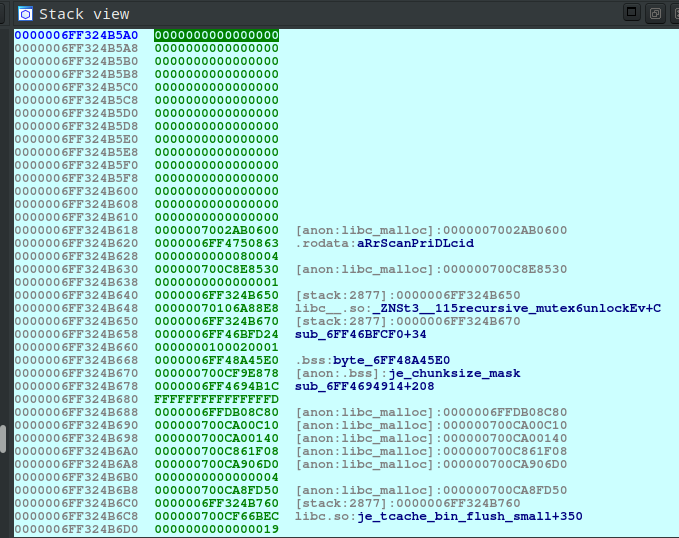 Stack view
0000006FF324B5A0 0000000000000000
0000006FF324B5A8 0000000000000000
0000006FF324B5B0 0000000000000000
0000006FF324B5B8 0000000000000000
0000006FF324B5C0 0000000000000000
0000006FF324B5C8 0000000000000000
0000006FF324B5D0 0000000000000000
0000006FF324B5D8 0000000000000000
0000006FF324B5E0 0000000000000000
0000006FF324B5E8 0000000000000000
0000006FF324B5F0 0000000000000000
0000006FF324B5F8 0000000000000000
0000006FF324B600 0000000000000000
0000006FF324B608 0000000000000000
0000006FF324B610 0000000000000000
0000006FF324B618 0000007002AB0600 [anon:libc_malloc]:0000007002AB0600
0000006FF324B620 0000006FF4750863 .rodata:aRrScanPriDLcid
0000006FF324B628 0000000000080004
0000006FF324B630 000000700C8E8530 [anon:libc_malloc]:000000700C8E8530
0000006FF324B638 0000000000000001
0000006FF324B640 0000006FF324B650 [stack:2877]:0000006FF324B650
0000006FF324B648 00000070106A88E8 libc__.so:_ZNSt3__115recursive_mutex6unlockEv+C
0000006FF324B650 0000006FF324B670 [stack:2877]:0000006FF324B670
0000006FF324B658 0000006FF46BFD24 sub_6FF46BFCF0+34
0000006FF324B660 0000000100020001
0000006FF324B668 0000006FF48A45E0 .bss:byte_6FF48A45E0
0000006FF324B670 000000700CF9E878 [anon:.bss]:je_chunksize_mask
0000006FF324B678 0000006FF4694B1C sub_6FF4694914+208
0000006FF324B680 FFFFFFFFFFFFFFFD
0000006FF324B688 0000006FFDB08C80 [anon:libc_malloc]:0000006FFDB08C80
0000006FF324B690 000000700CA00C10 [anon:libc_malloc]:000000700CA00C10
0000006FF324B698 000000700CA00140 [anon:libc_malloc]:000000700CA00140
0000006FF324B6A0 000000700C861F08 [anon:libc_malloc]:000000700C861F08
0000006FF324B6A8 000000700CA906D0 [anon:libc_malloc]:000000700CA906D0
0000006FF324B6B0 0000000000000004
0000006FF324B6B8 000000700CA8FD50 [anon:libc_malloc]:000000700CA8FD50
0000006FF324B6C0 0000006FF324B760 [stack:2877]:0000006FF324B760
0000006FF324B6C8 000000700CF66BEC libc.so:je_tcache_bin_flush_small+350
0000006FF324B6D0 0000000000000019